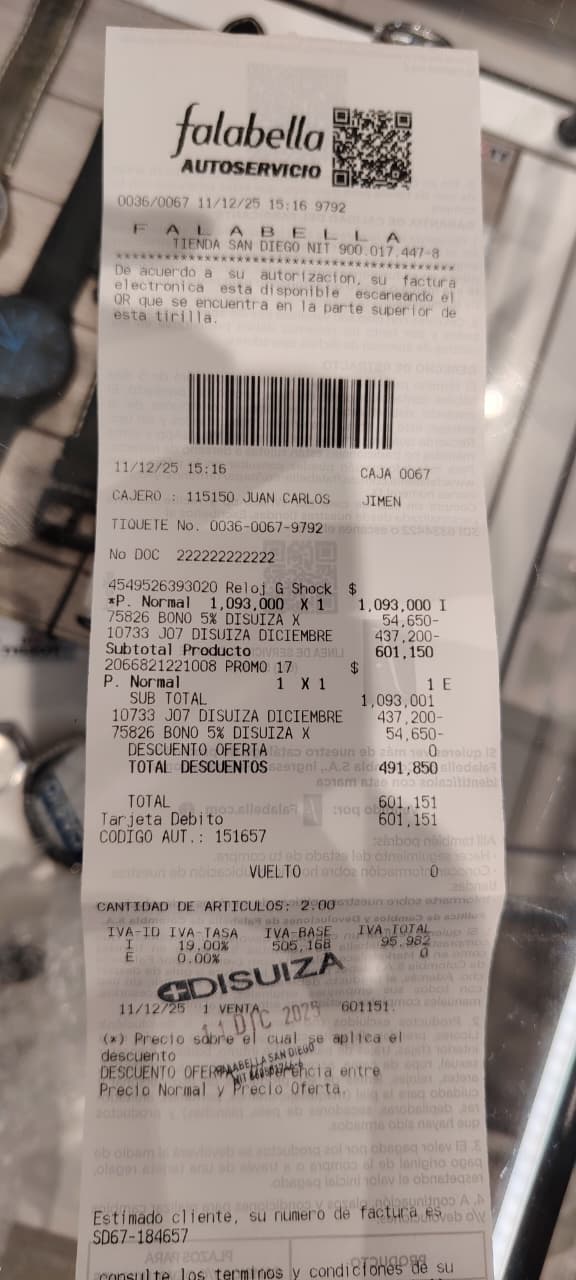 falabella
AUTOSERVICIO
0036/0067 11/12/25 15:16 9792
F A L A B E L L A
TIENDA SAN DIEGO NIT 900.017.447-8
****************************************
De acuerdo a su autorizacion, su factura
electronica esta disponible escaneando el
QR que se encuentra en la parte superior de
esta tirilla.
11/12/25 15:16 CAJA 0067
CAJERO : 115150 JUAN CARLOS JIMEN
TIQUETE No. 0036-0067-9792
No DOC 222222222222
4549526393020 Reloj G Shock $
*P. Normal 1,093,000 X 1 1,093,000 I
75826 BONO 5% DISUIZA X 54,650-
10733 JO7 DISUIZA DICIEMBRE 437,200-
Subtotal Producto 601,150
2066821221008 PROMO 17 $
P. Normal 1 X 1 1 E
SUB TOTAL 1,093,001
10733 JO7 DISUIZA DICIEMBRE 437,200-
75826 BONO 5% DISUIZA X 54,650-
DESCUENTO OFERTA 0
TOTAL DESCUENTOS 491,850
TOTAL 601,151
Tarjeta Debito 601,151
CODIGO AUT.: 151657
VUELTO 0
CANTIDAD DE ARTICULOS: 2.00
IVA-ID IVA-TASA IVA-BASE IVA-TOTAL
I 19.00% 505,168 95,982
E 0.00% 0
DISUIZA
11/12/25 1 VENTA 601151.
11 DIC 2025
(*) Precio sobre el cual se aplica el
descuento
FALABELLA SAN DIEGO
DESCUENTO OFERTA: Diferencia entre
Precio Normal y Precio Oferta.
Estimado cliente, su numero de factura es
SD67-184657
consulte los terminos y condiciones de su